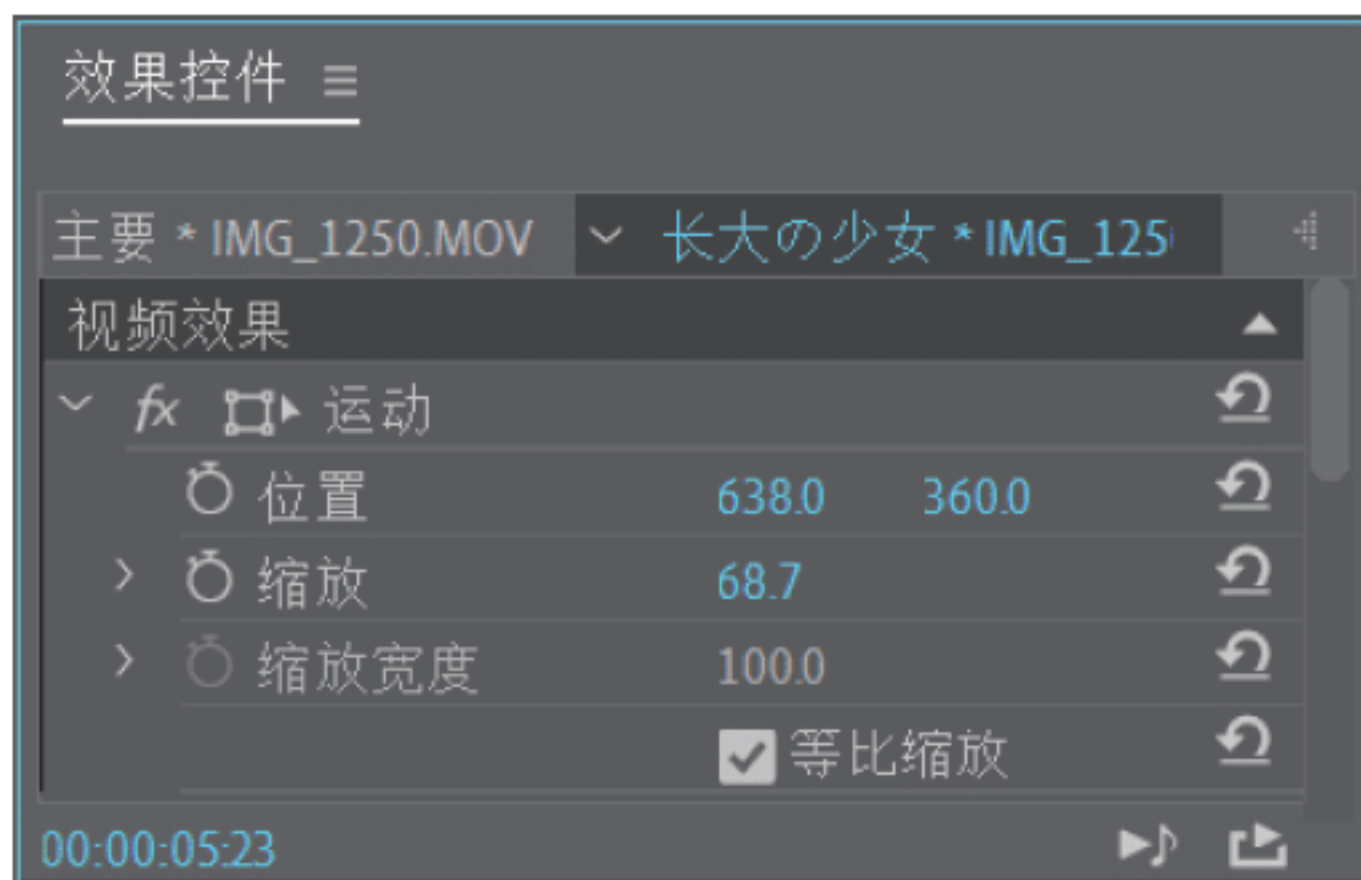 效果控件
主要 * IMG_1250.MOV 长大の少女 * IMG_125
视频效果
fx 运动
位置 638.0 360.0
缩放 68.7
缩放宽度 100.0
等比缩放
00:00:05:23